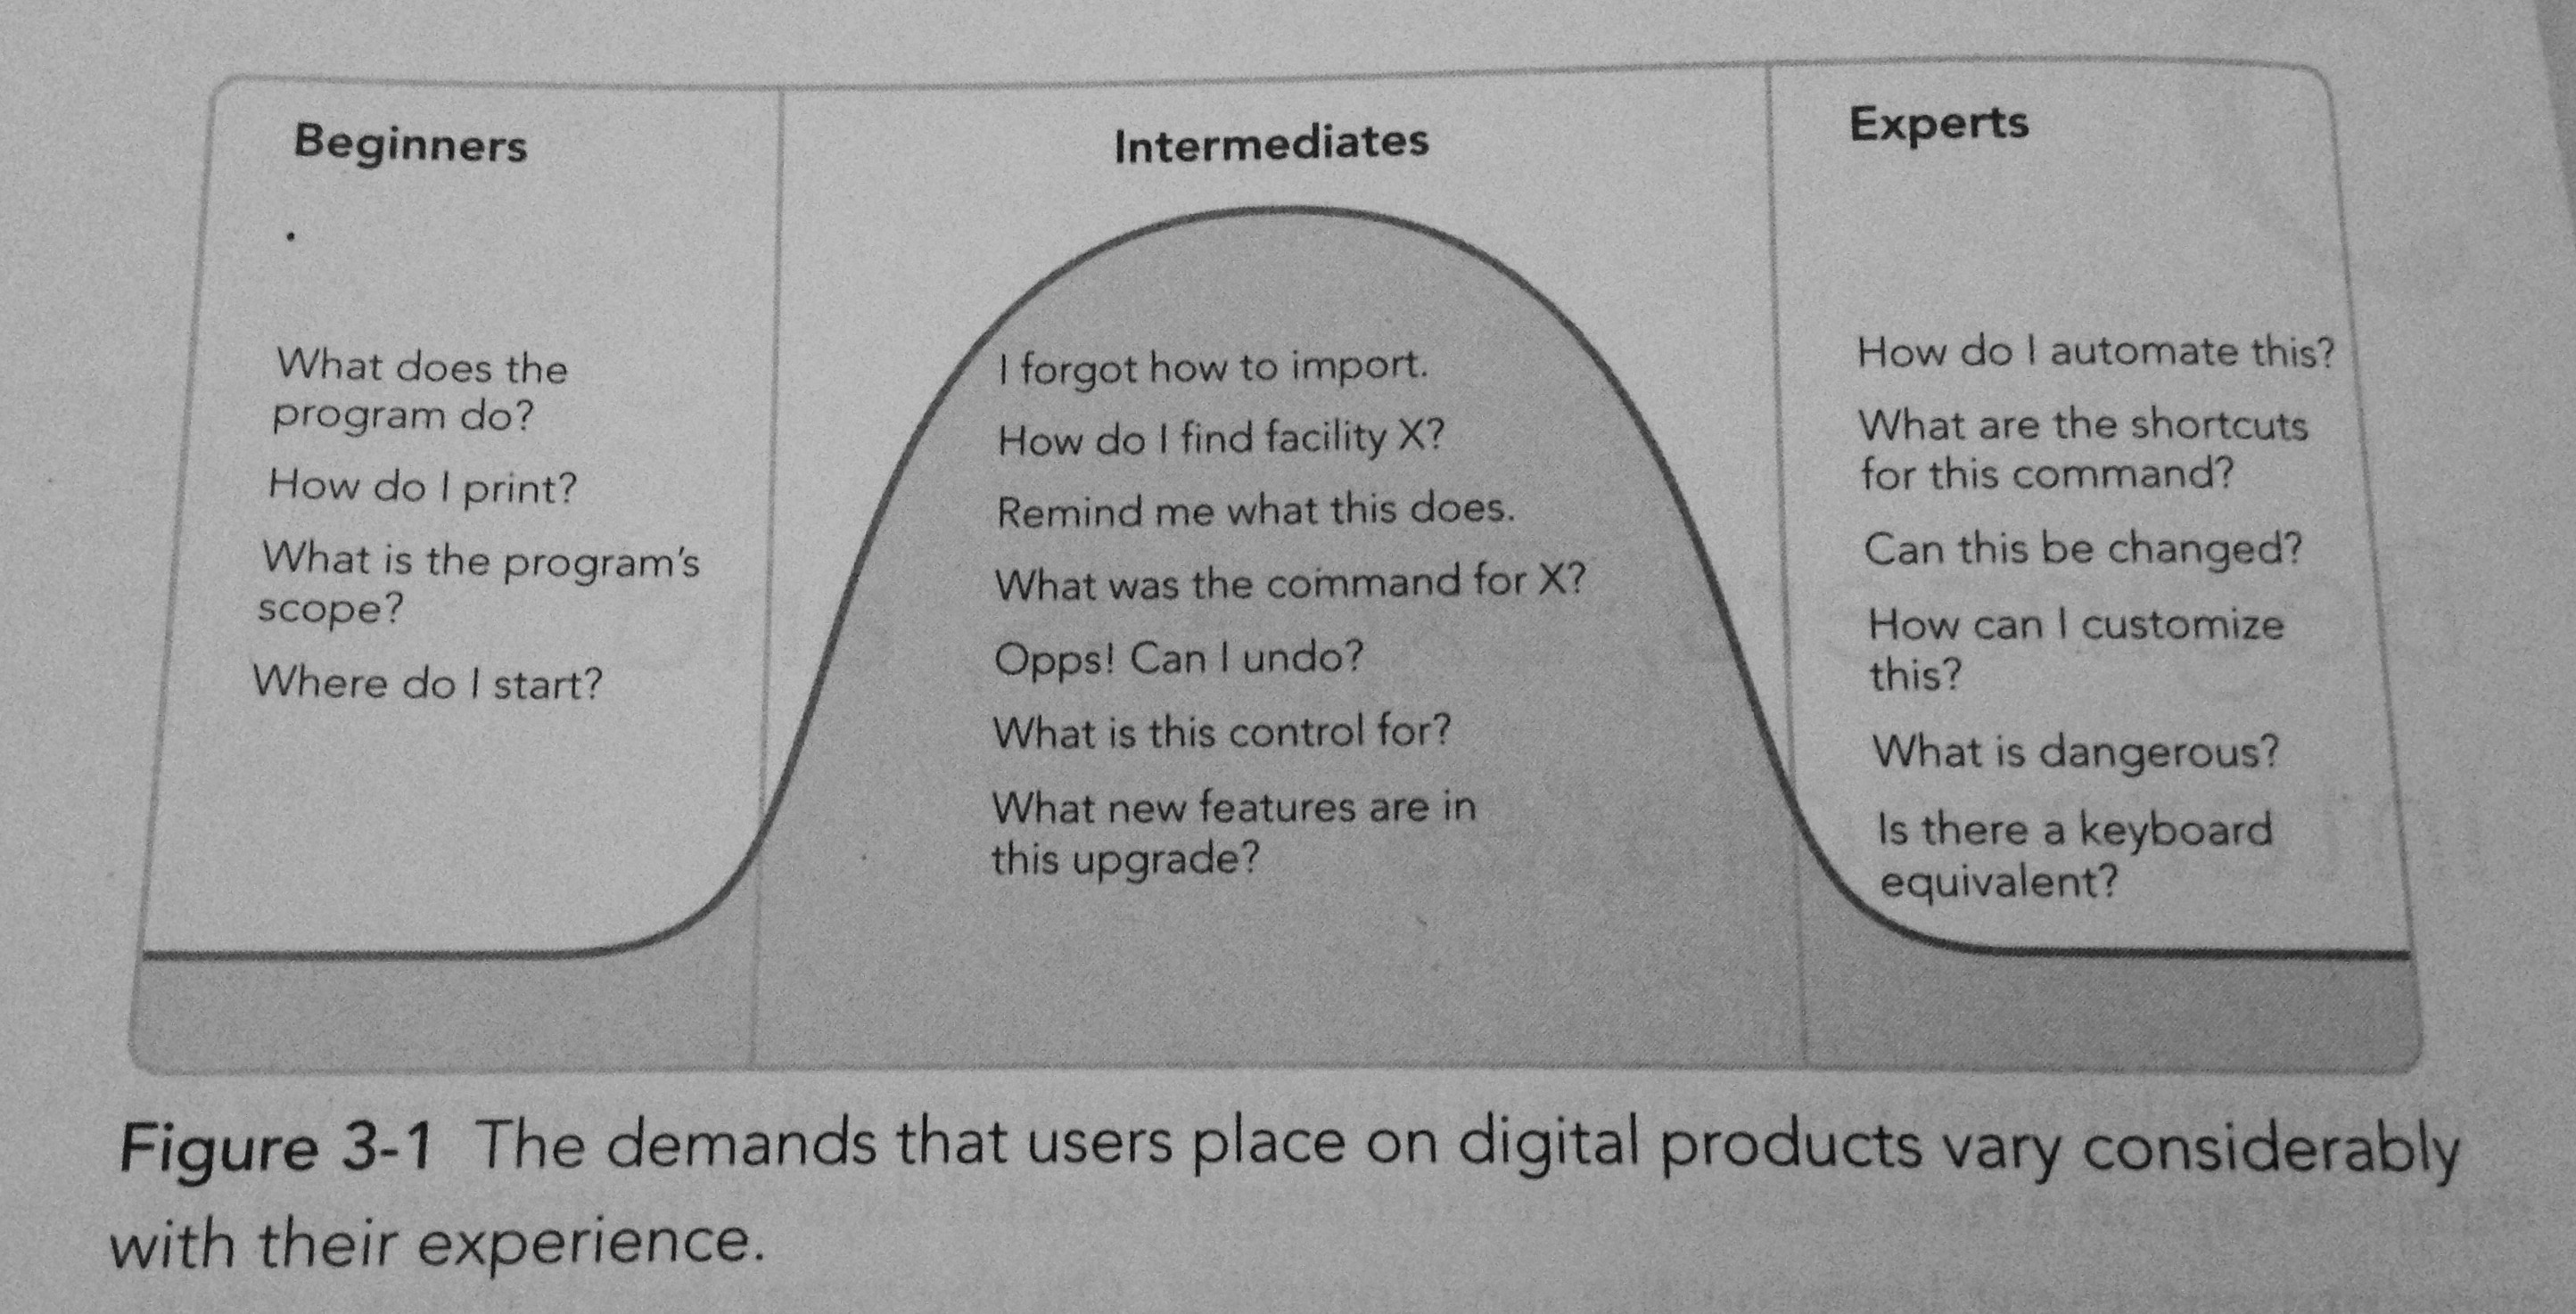 Beginners
What does the
program do?
How do I print?
What is the program's
scope?
Where do I start?
Intermediates
I forgot how to import.
How do I find facility X?
Remind me what this does.
What was the command for X?
Opps! Can I undo?
What is this control for?
What new features are in
this upgrade?
Experts
How do I automate this?
What are the shortcuts
for this command?
Can this be changed?
How can I customize
this?
What is dangerous?
Is there a keyboard
equivalent?
Figure 3-1 The demands that users place on digital products vary considerably
with their experience.